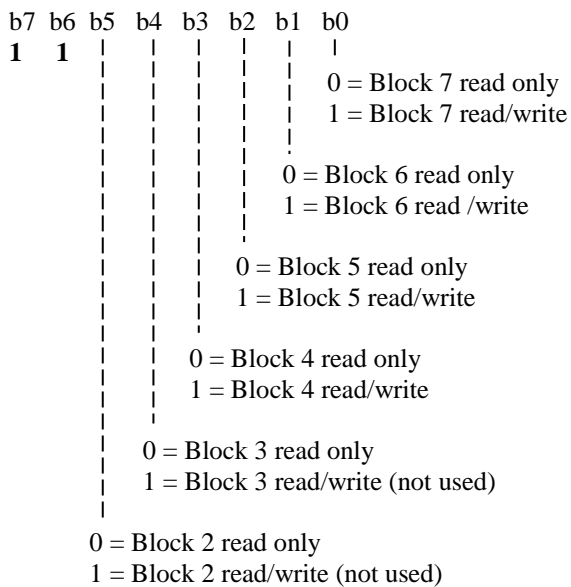 b7 b6 b5 b4 b3 b2 b1 b0
1 1
0 = Block 7 read only
1 = Block 7 read/write
0 = Block 6 read only
1 = Block 6 read /write
0 = Block 5 read only
1 = Block 5 read/write
0 = Block 4 read only
1 = Block 4 read/write
0 = Block 3 read only
1 = Block 3 read/write (not used)
0 = Block 2 read only
1 = Block 2 read/write (not used)